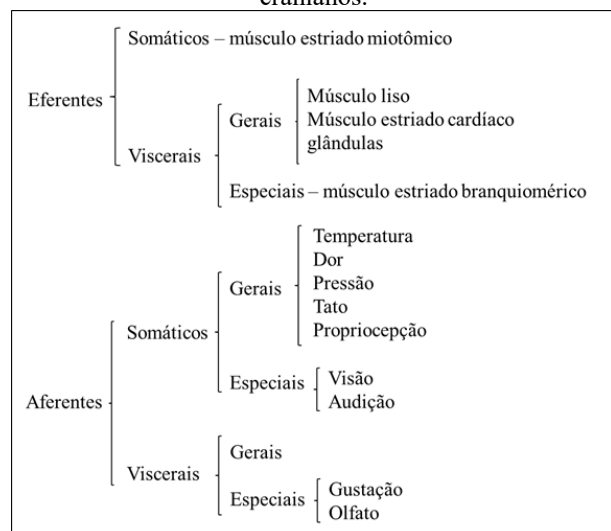 cranianos.
Somáticos – músculo estriado miotômico
Eferentes
Viscerais
Gerais
Músculo liso
Músculo estriado cardíaco
glândulas
Especiais – músculo estriado branquiomérico
Aferentes
Somáticos
Gerais
Temperatura
Dor
Pressão
Tato
Propriocepção
Especiais
Visão
Audição
Viscerais
Gerais
Especiais
Gustação
Olfato